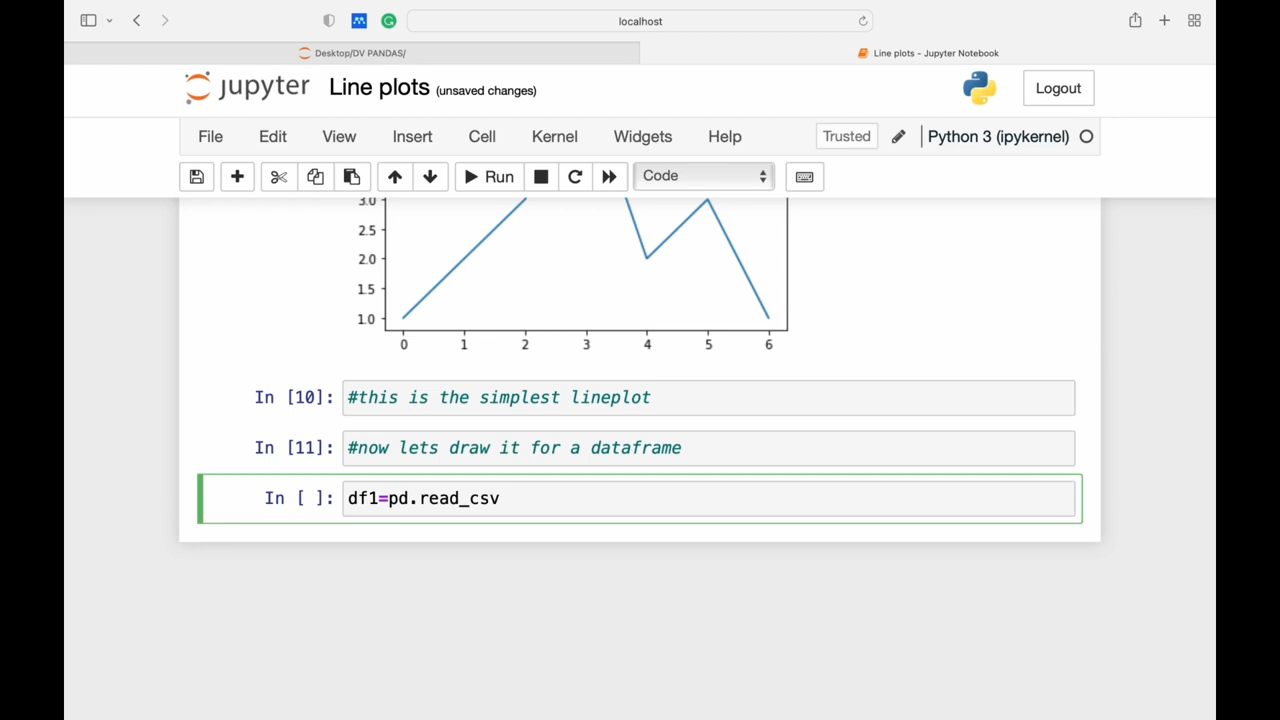 localhost
Desktop/DV PANDAS/
Line plots - Jupyter Notebook
jupyter Line plots (unsaved changes)
Logout
File Edit View Insert Cell Kernel Widgets Help Trusted Python 3 (ipykernel)
Run Code
3.0
2.5
2.0
1.5
1.0
0 1 2 3 4 5 6
In [10]: #this is the simplest lineplot
In [11]: #now lets draw it for a dataframe
In [ ]: df1=pd.read_csv